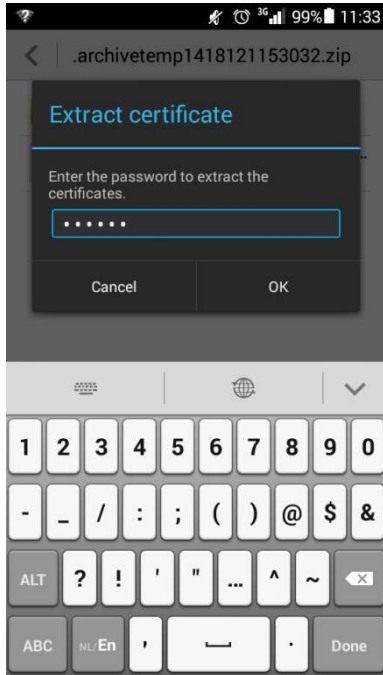 3G 99% 11:33
.archivetemp1418121153032.zip
Extract certificate
Enter the password to extract the
certificates.
••••••
Cancel OK
1 2 3 4 5 6 7 8 9 0
- _ / : ; ( ) @ $ &
ALT ? ! ' " ... ^ ~
ABC NL/En , . Done